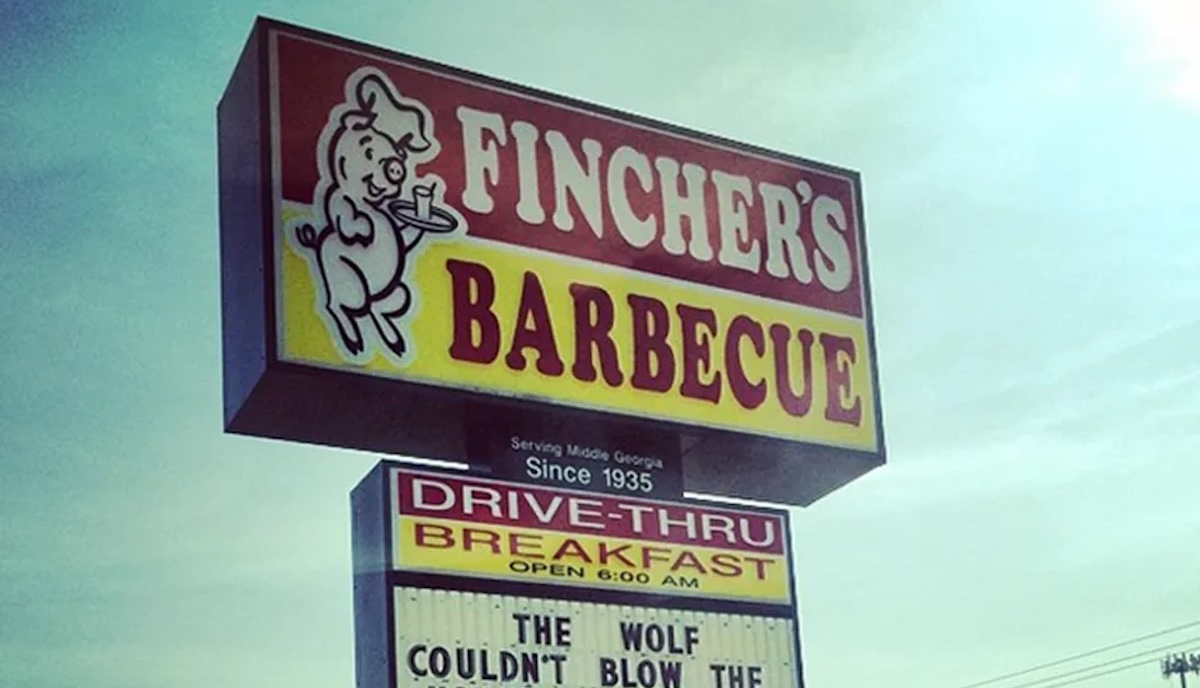 FINCHER'S
BARBECUE
Serving Middle Georgia
Since 1935
DRIVE-THRU
BREAKFAST
OPEN 6:00 AM
THE WOLF
COULDN'T BLOW THE